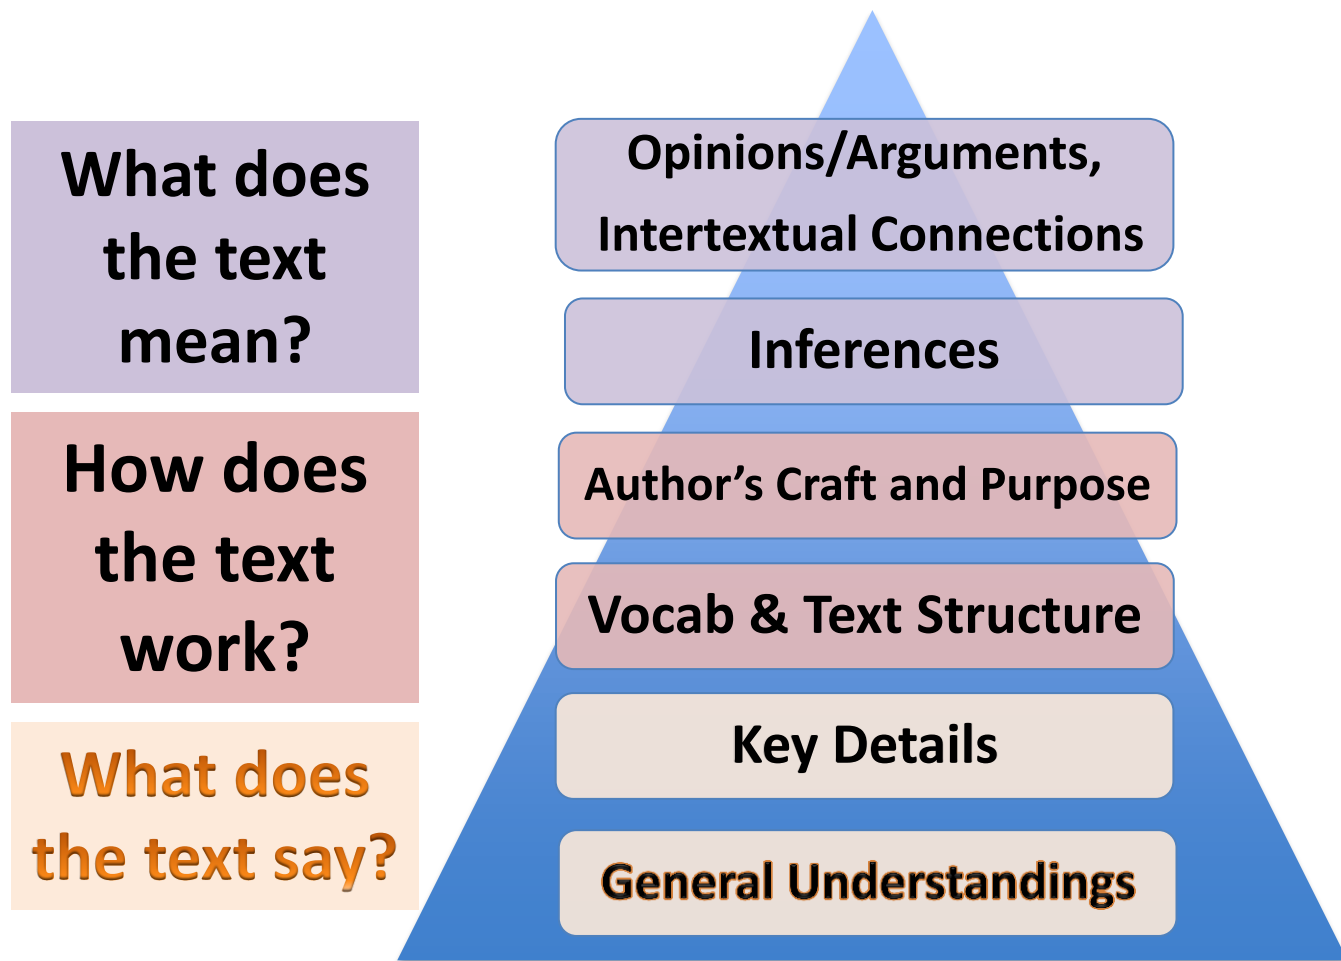 What does
the text
mean?
How does
the text
work?
What does
the text say?
Opinions/Arguments,
Intertextual Connections
Inferences
Author’s Craft and Purpose
Vocab & Text Structure
Key Details
General Understandings